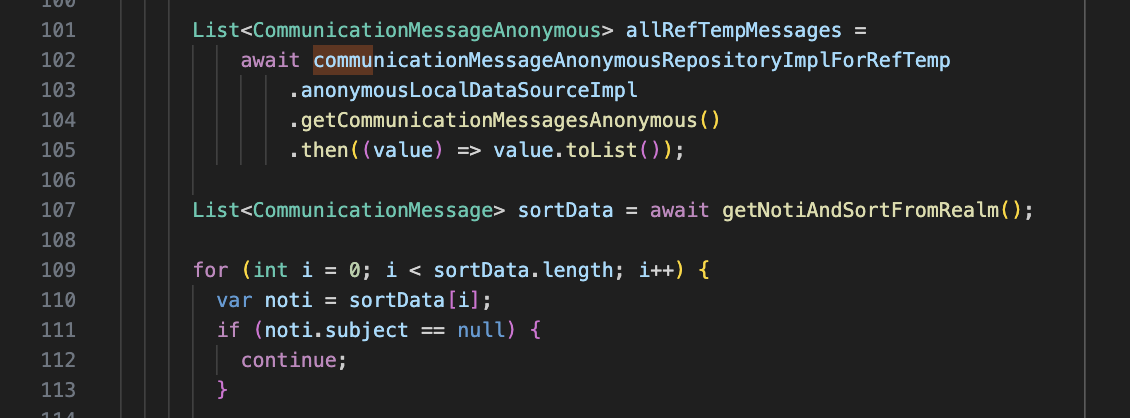 100
101 List<CommunicationMessageAnonymous> allRefTempMessages =
102 await communicationMessageAnonymousRepositoryImplForRefTemp
103 .anonymousLocalDataSourceImpl
104 .getCommunicationMessagesAnonymous()
105 .then((value) => value.toList());
106
107 List<CommunicationMessage> sortData = await getNotiAndSortFromRealm();
108
109 for (int i = 0; i < sortData.length; i++) {
110 var noti = sortData[i];
111 if (noti.subject == null) {
112 continue;
113 }
114